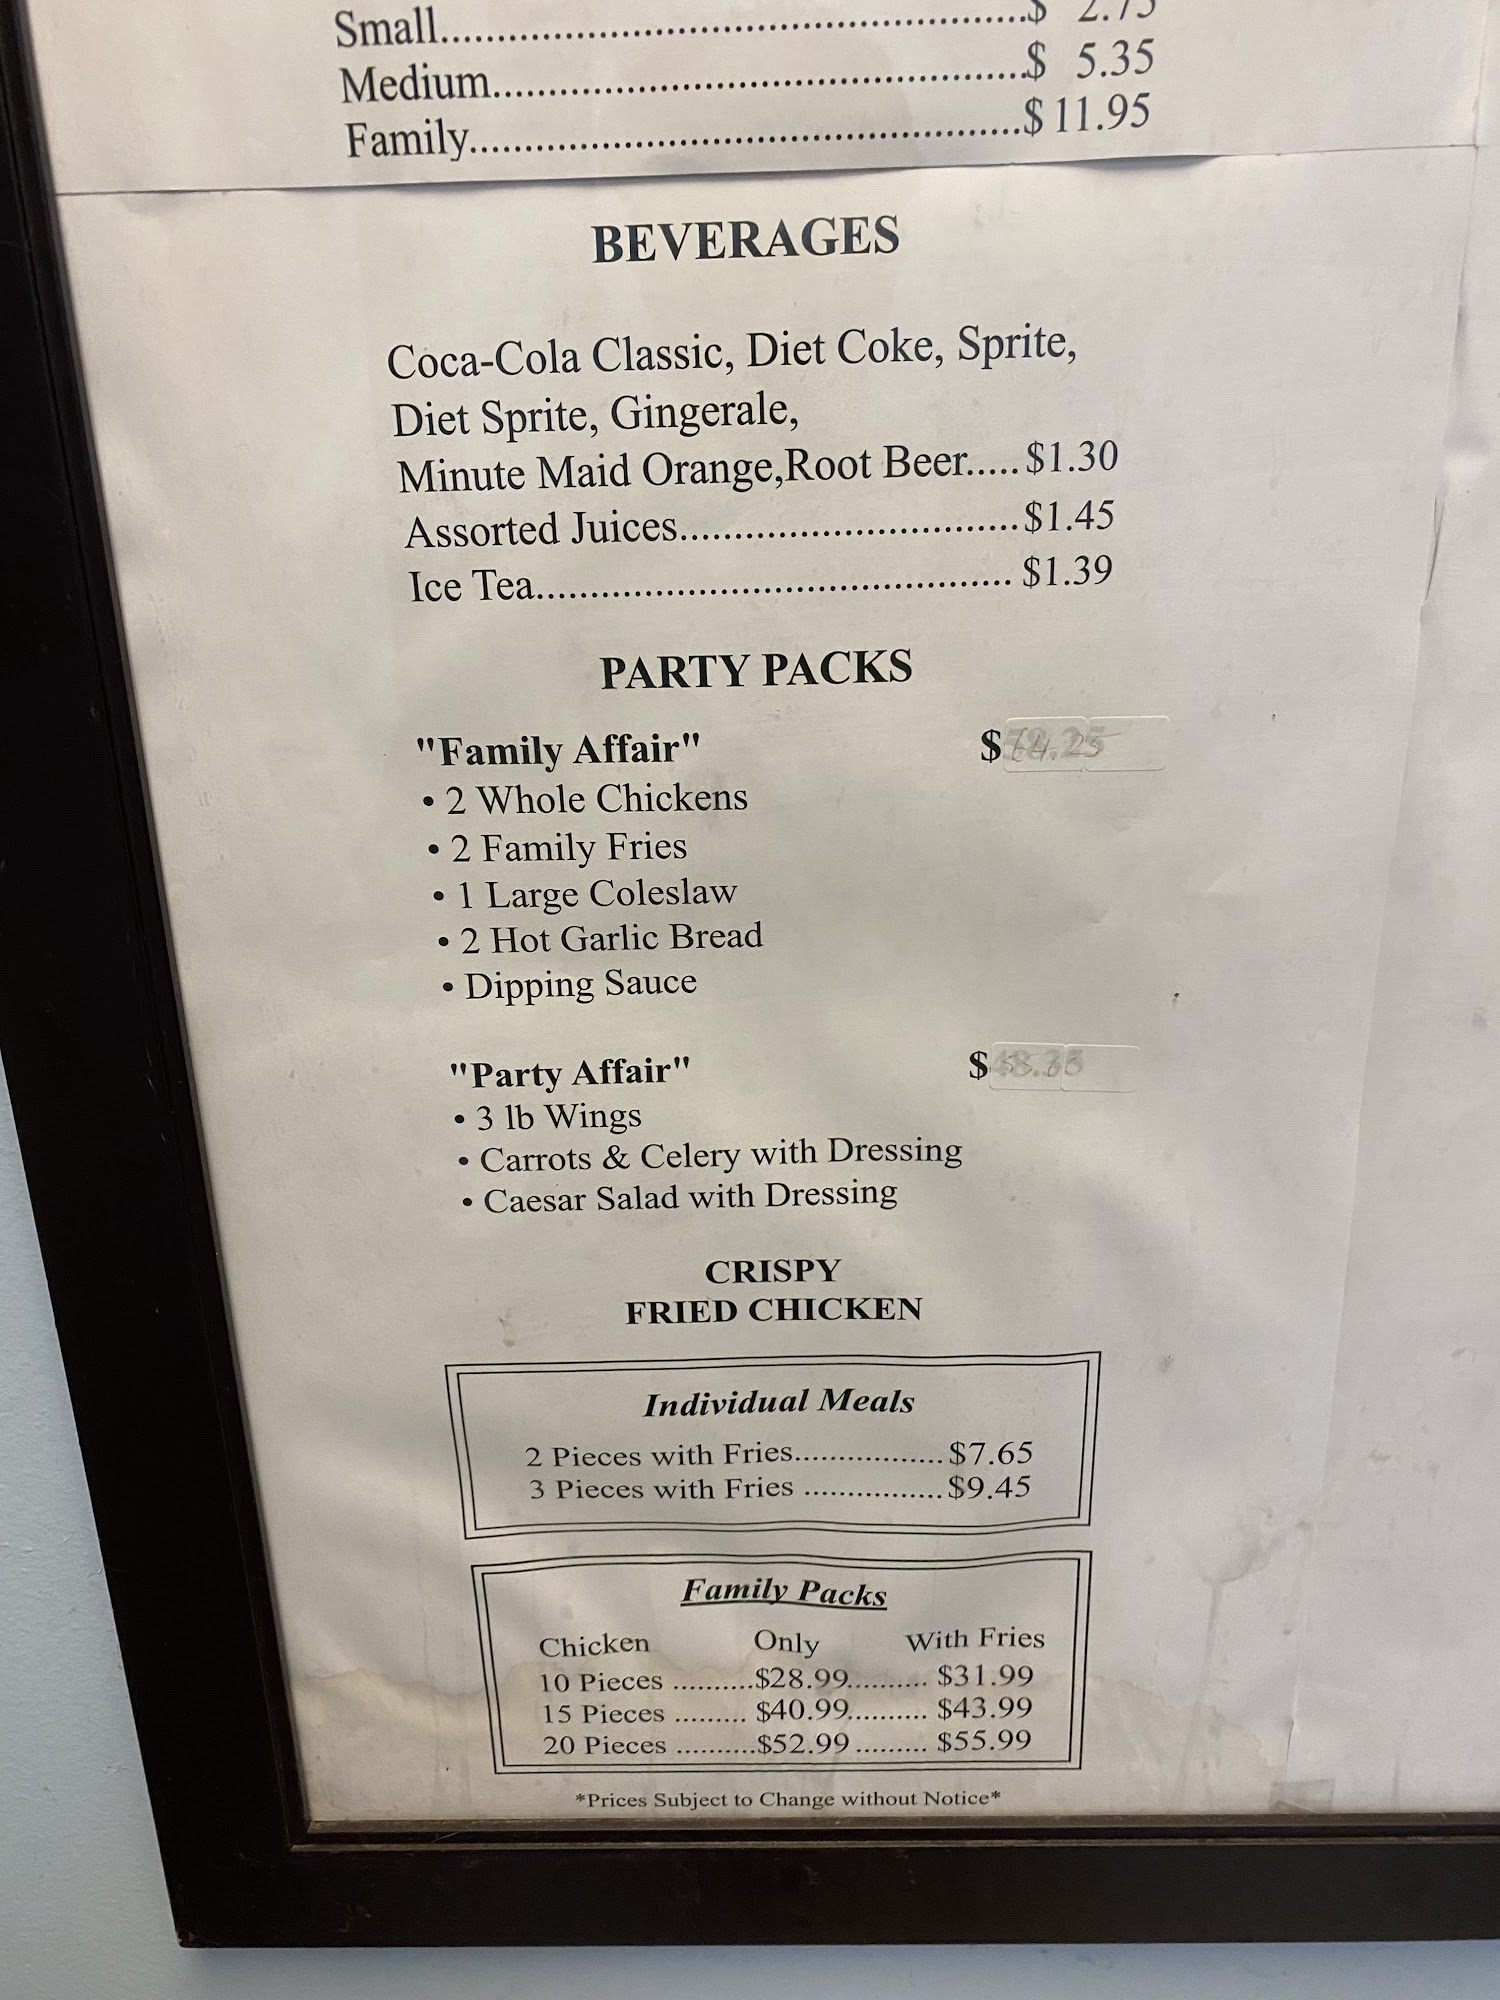 Small..............................................$ 2.75
Medium..........................................$ 5.35
Family............................................$ 11.95
BEVERAGES
Coca-Cola Classic, Diet Coke, Sprite,
Diet Sprite, Gingerale,
Minute Maid Orange,Root Beer.....$1.30
Assorted Juices................................$1.45
Ice Tea............................................. $1.39
PARTY PACKS
"Family Affair" $
• 2 Whole Chickens
• 2 Family Fries
• 1 Large Coleslaw
• 2 Hot Garlic Bread
• Dipping Sauce
"Party Affair" $
• 3 lb Wings
• Carrots & Celery with Dressing
• Caesar Salad with Dressing
CRISPY
FRIED CHICKEN
Individual Meals
2 Pieces with Fries..................$7.65
3 Pieces with Fries .................$9.45
Family Packs
Chicken Only With Fries
10 Pieces ..........$28.99.......... $31.99
15 Pieces ......... $40.99.......... $43.99
20 Pieces ..........$52.99 ......... $55.99
*Prices Subject to Change without Notice*